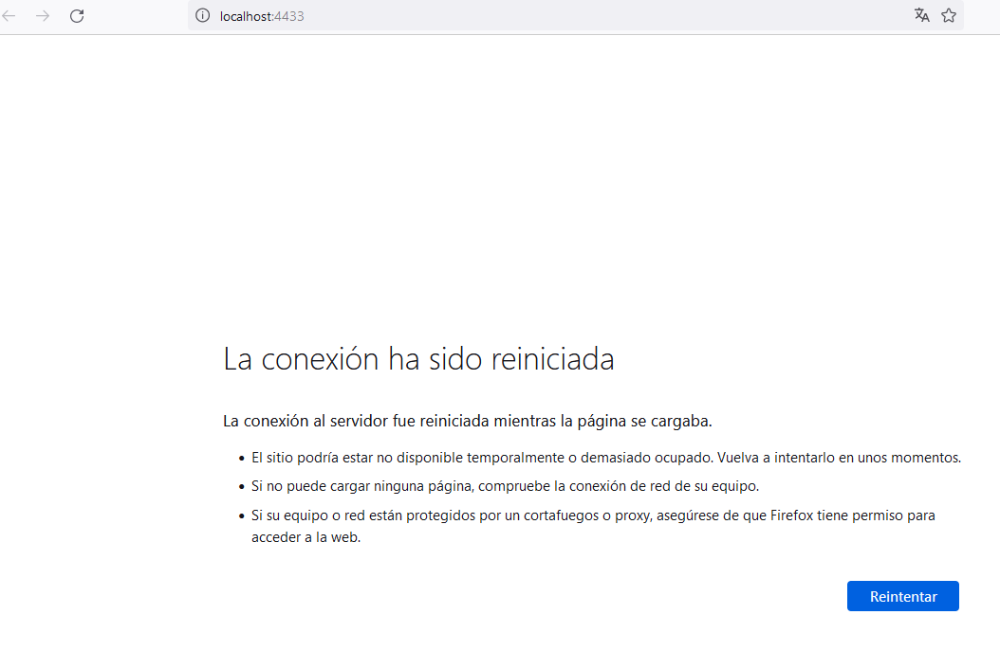 localhost:4433
La conexión ha sido reiniciada
La conexión al servidor fue reiniciada mientras la página se cargaba.
El sitio podría estar no disponible temporalmente o demasiado ocupado. Vuelva a intentarlo en unos momentos.
Si no puede cargar ninguna página, compruebe la conexión de red de su equipo.
Si su equipo o red están protegidos por un cortafuegos o proxy, asegúrese de que Firefox tiene permiso para
acceder a la web.
Reintentar